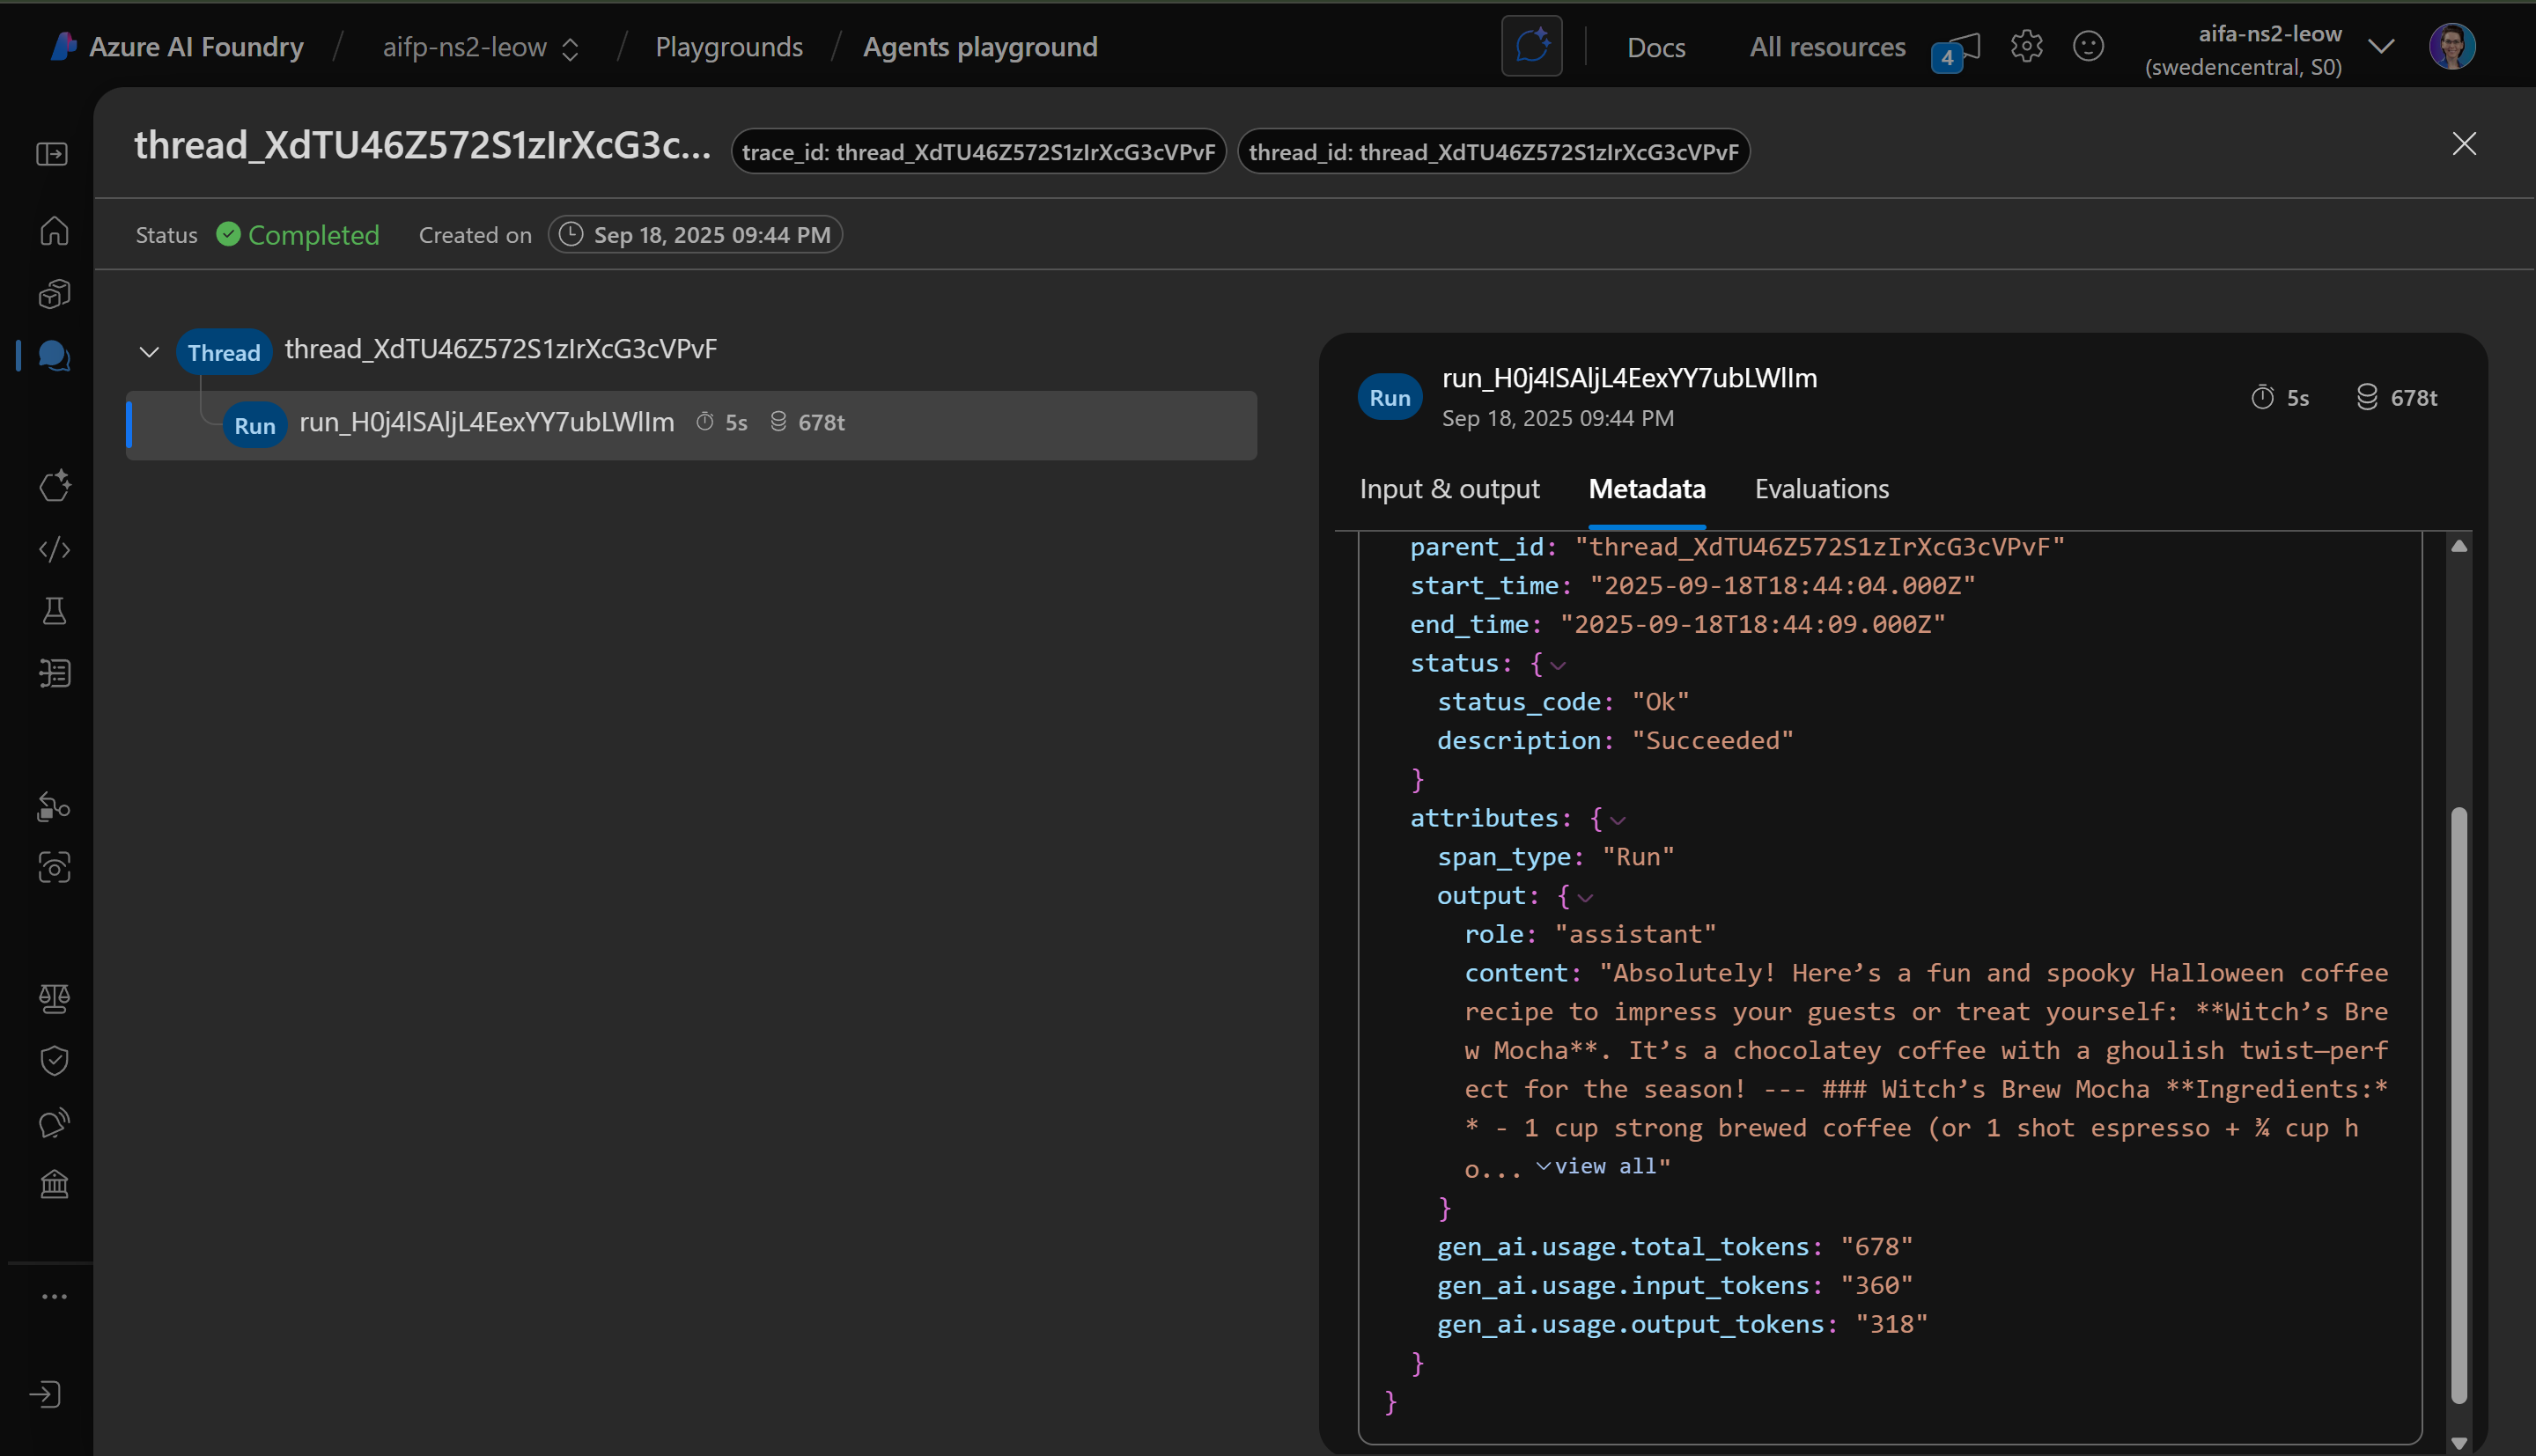 Azure AI Foundry / aifp-ns2-leow / Playgrounds / Agents playground
Docs
All resources
4
aifa-ns2-leow
(swedencentral, S0)
thread_XdTU46Z572S1zIrXcG3c...
trace_id: thread_XdTU46Z572S1zIrXcG3cVPvF
thread_id: thread_XdTU46Z572S1zIrXcG3cVPvF
Status Completed Created on Sep 18, 2025 09:44 PM
Thread thread_XdTU46Z572S1zIrXcG3cVPvF
Run run_H0j4lSAljL4EexYY7ubLWlIm 5s 678t
Run run_H0j4lSAljL4EexYY7ubLWlIm
Sep 18, 2025 09:44 PM
5s 678t
Input & output Metadata Evaluations
parent_id: "thread_XdTU46Z572S1zIrXcG3cVPvF"
start_time: "2025-09-18T18:44:04.000Z"
end_time: "2025-09-18T18:44:09.000Z"
status: {
status_code: "Ok"
description: "Succeeded"
}
attributes: {
span_type: "Run"
output: {
role: "assistant"
content: "Absolutely! Here’s a fun and spooky Halloween coffee
recipe to impress your guests or treat yourself: **Witch’s Bre
w Mocha**. It’s a chocolatey coffee with a ghoulish twist—perf
ect for the season! --- ### Witch’s Brew Mocha **Ingredients:*
* - 1 cup strong brewed coffee (or 1 shot espresso + ¾ cup h
o... view all"
}
gen_ai.usage.total_tokens: "678"
gen_ai.usage.input_tokens: "360"
gen_ai.usage.output_tokens: "318"
}
}